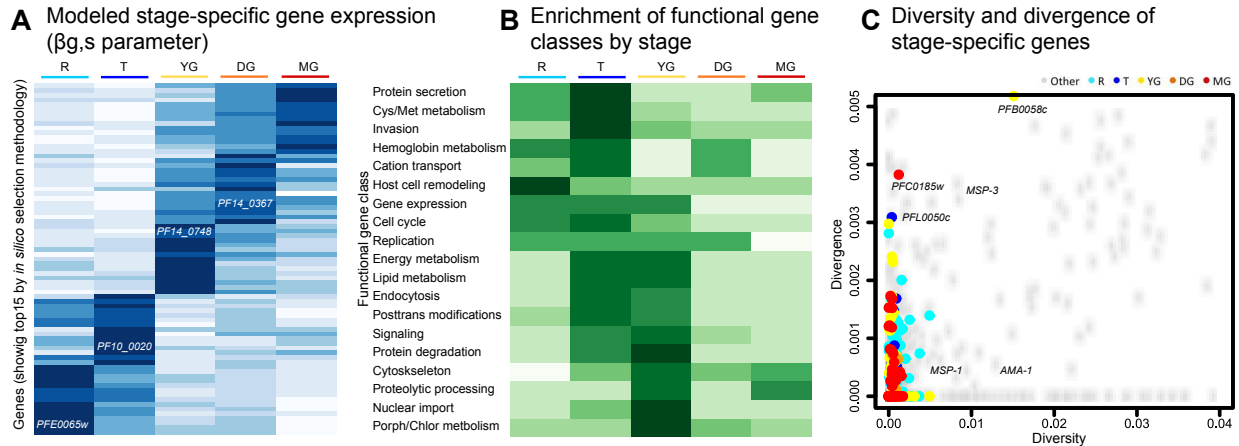 A Modeled stage-specific gene expression
(βg,s parameter)
R T YG DG MG
Genes (showig top15 by in silico selection methodology)
PF14_0367
PF14_0748
PF10_0020
PFE0065w
B Enrichment of functional gene
classes by stage
R T YG DG MG
Functional gene class
Protein secretion
Cys/Met metabolism
Invasion
Hemoglobin metabolism
Cation transport
Host cell remodeling
Gene expression
Cell cycle
Replication
Energy metabolism
Lipid metabolism
Endocytosis
Posttrans modifications
Signaling
Protein degradation
Cytoskseleton
Proteolytic processing
Nuclear import
Porph/Chlor metbolism
C Diversity and divergence of
stage-specific genes
Other R T YG DG MG
Divergence
0.005
0.004
0.003
0.002
0.001
0.000
PFB0058c
PFC0185w
MSP-3
PFL0050c
MSP-1
AMA-1
0.00 0.01 0.02 0.03 0.04
Diversity